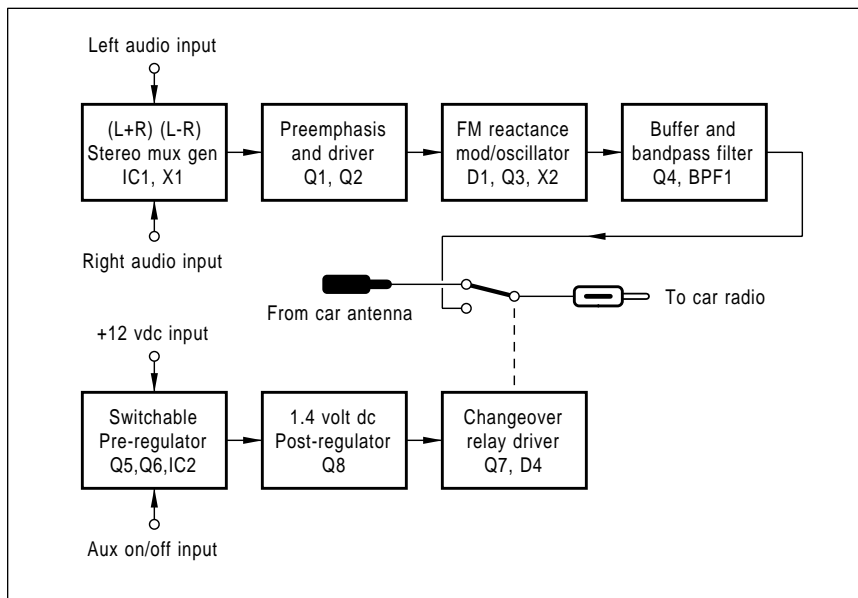 Left audio input
(L+R) (L-R)
Stereo mux gen
IC1, X1
Preemphasis
and driver
Q1, Q2
FM reactance
mod/oscillator
D1, Q3, X2
Buffer and
bandpass filter
Q4, BPF1
Right audio input
From car antenna
To car radio
+12 vdc input
Switchable
Pre-regulator
Q5,Q6,IC2
1.4 volt dc
Post-regulator
Q8
Changeover
relay driver
Q7, D4
Aux on/off input